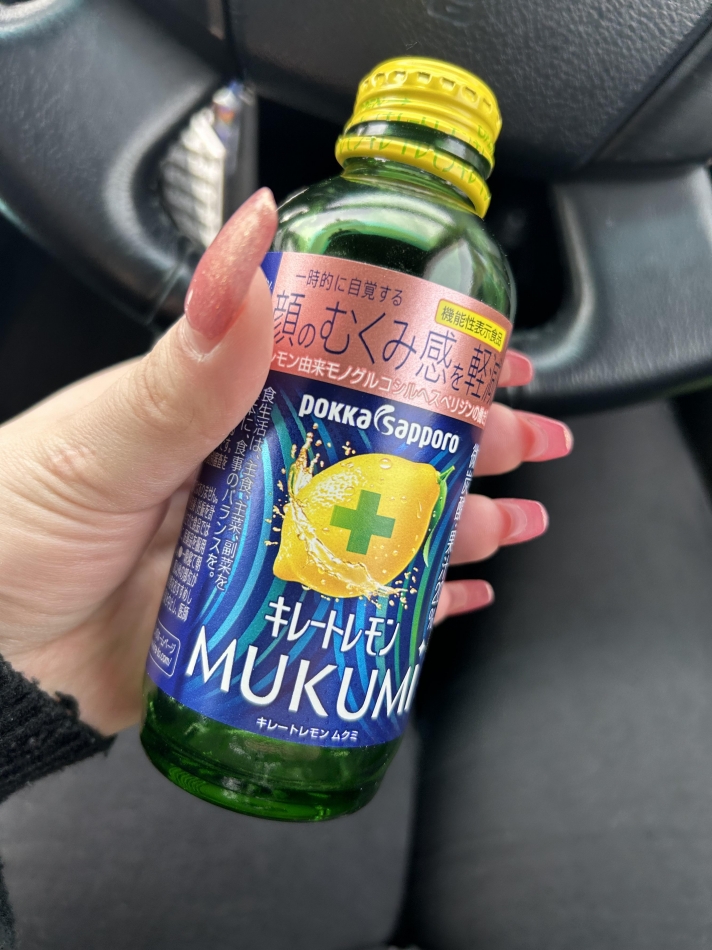 一時的に自覚する
顔のむくみ感を軽減
機能性表示食品
モン由来モノグルコシルヘスペリジンの
pokka sapporo
食生活は、主食、主菜、副菜を
本に、食事のバランスを。
キレートレモン
MUKUMI
キレートレモン ムクミ